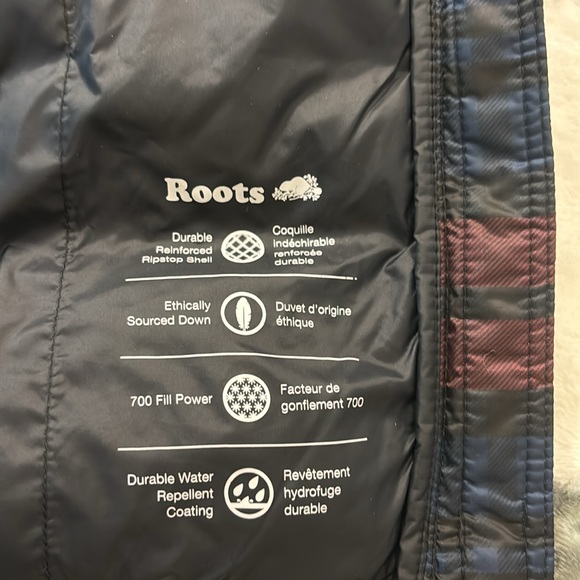 Roots
Durable
Reinforced
Ripstop Shell
Coquille
indéchirable
renforcée
durable
Ethically
Sourced Down
Duvet d'origine
éthique
700 Fill Power
Facteur de
gonflement 700
Durable Water
Repellent
Coating
Revêtement
hydrofuge
durable